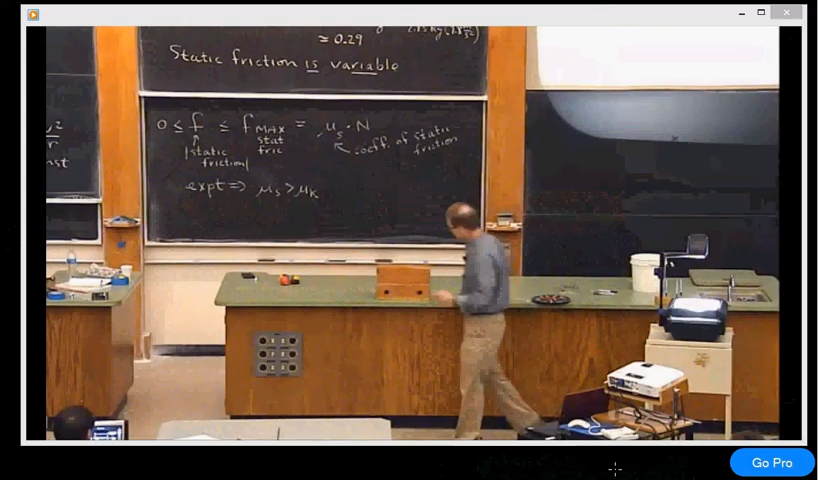 ≃ 0.29
Static friction is variable
0 ≤ f ≤ f MAX stat fric = μs · N
|static friction|
coeff. of static friction
expt ⇒ μs > μK
Go Pro